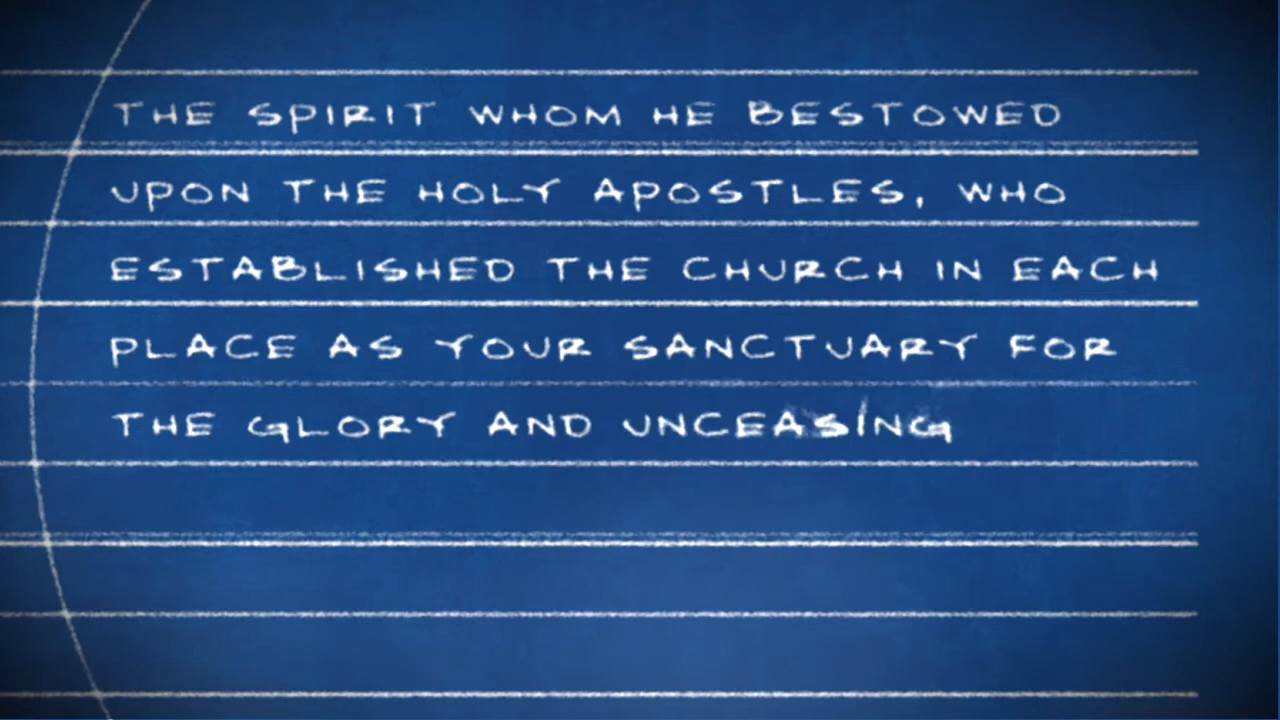 THE SPIRIT WHOM HE BESTOWED
UPON THE HOLY APOSTLES, WHO
ESTABLISHED THE CHURCH IN EACH
PLACE AS YOUR SANCTUARY FOR
THE GLORY AND UNCEASING